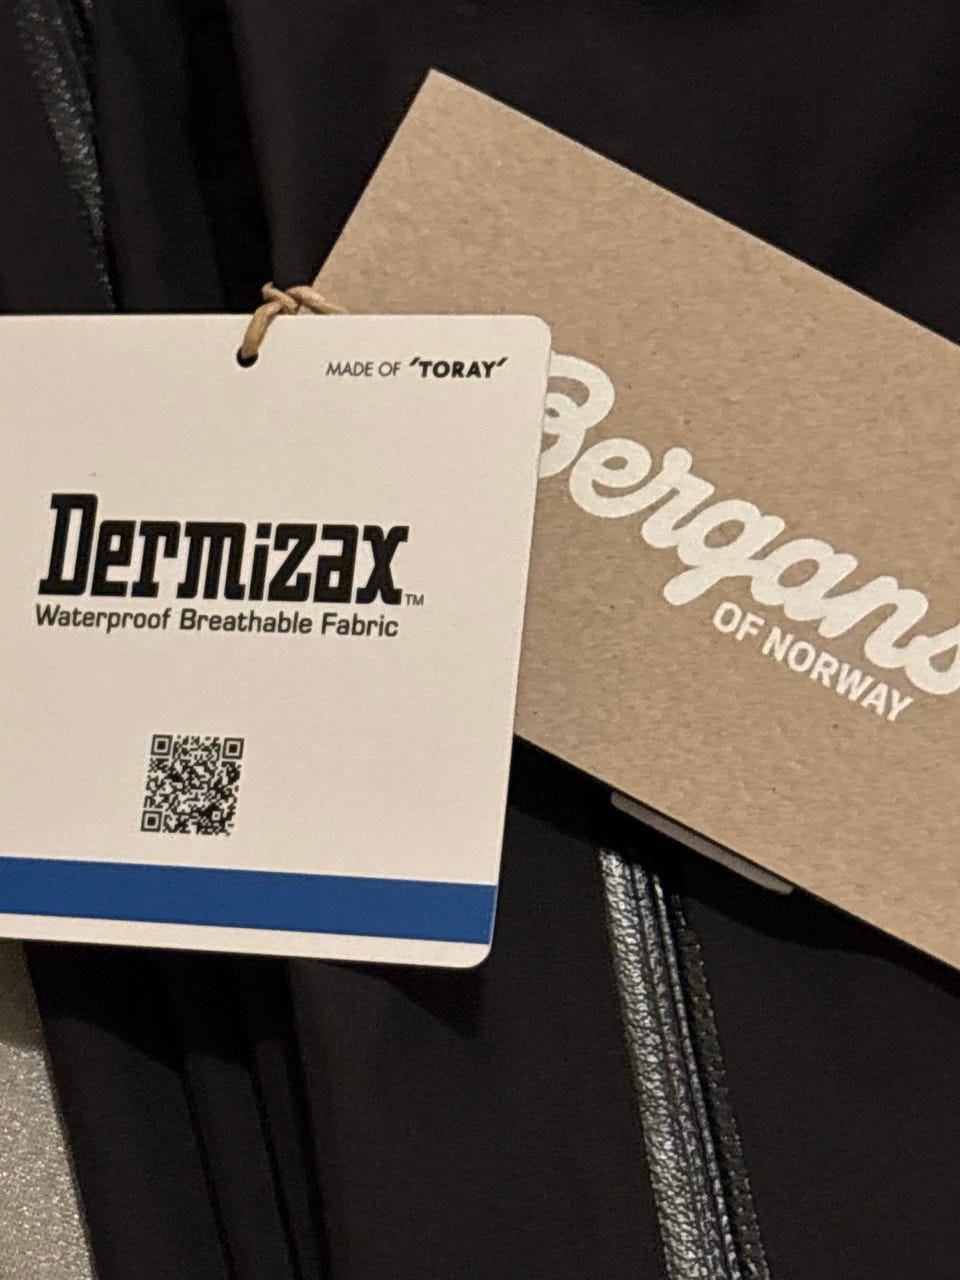 MADE OF ‘TORAY’
Dermizax™
Waterproof Breathable Fabric
Bergans
OF NORWAY